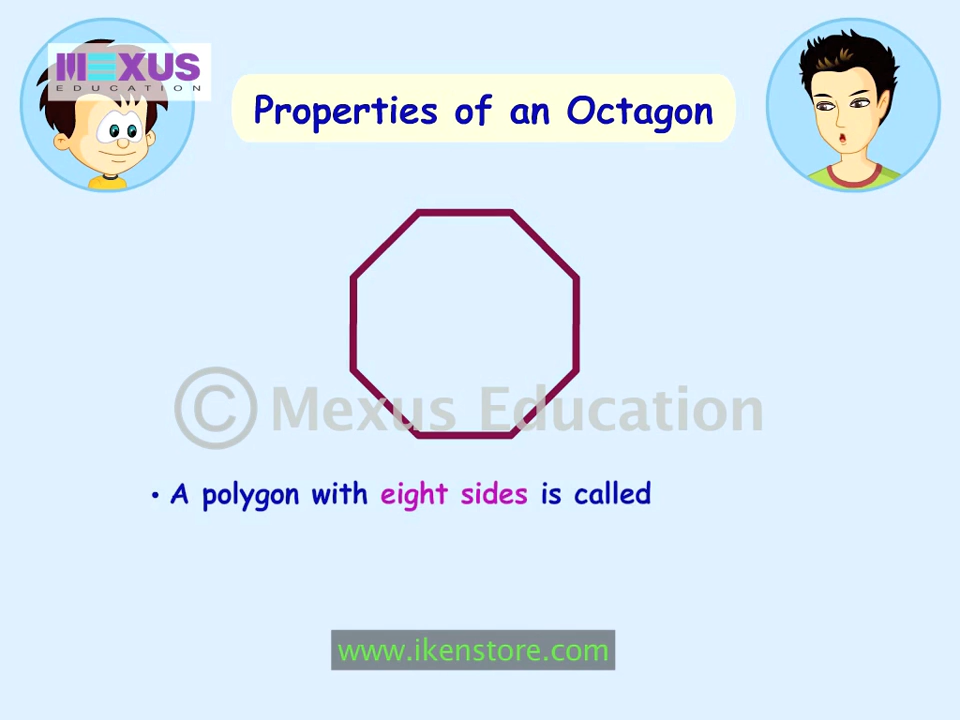 MEXUS
EDUCATION
Properties of an Octagon
© Mexus Education
• A polygon with eight sides is called
www.ikenstore.com